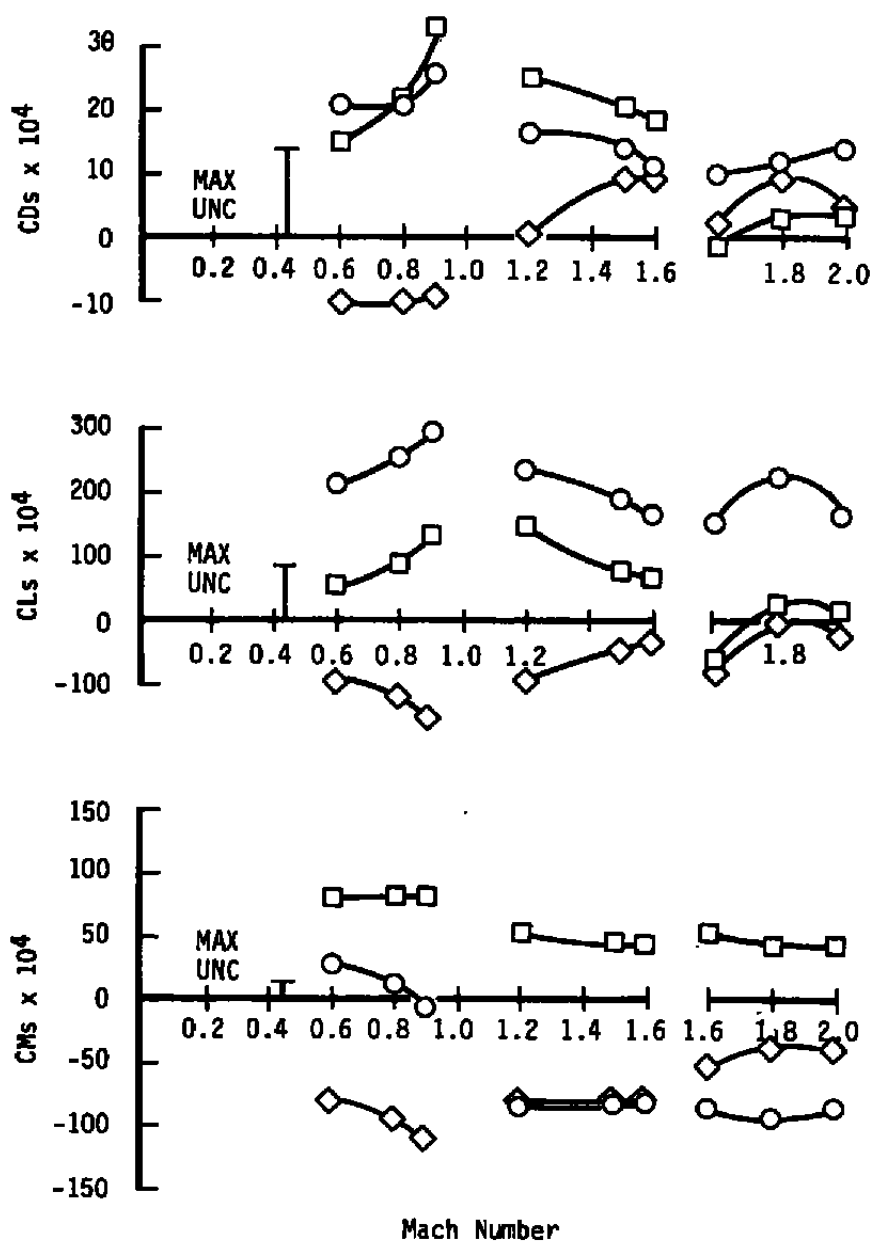 30
20
10
0
-10
CDs x 10⁴
MAX
UNC
0.2 0.4 0.6 0.8 1.0 1.2 1.4 1.6 1.8 2.0
300
200
100
0
-100
CLs x 10⁴
MAX
UNC
0.2 0.4 0.6 0.8 1.0 1.2 1.8
150
100
50
0
-50
-100
-150
CMs x 10⁴
MAX
UNC
0.2 0.4 0.6 0.8 1.0 1.2 1.4 1.6 1.6 1.8 2.0
Mach Number